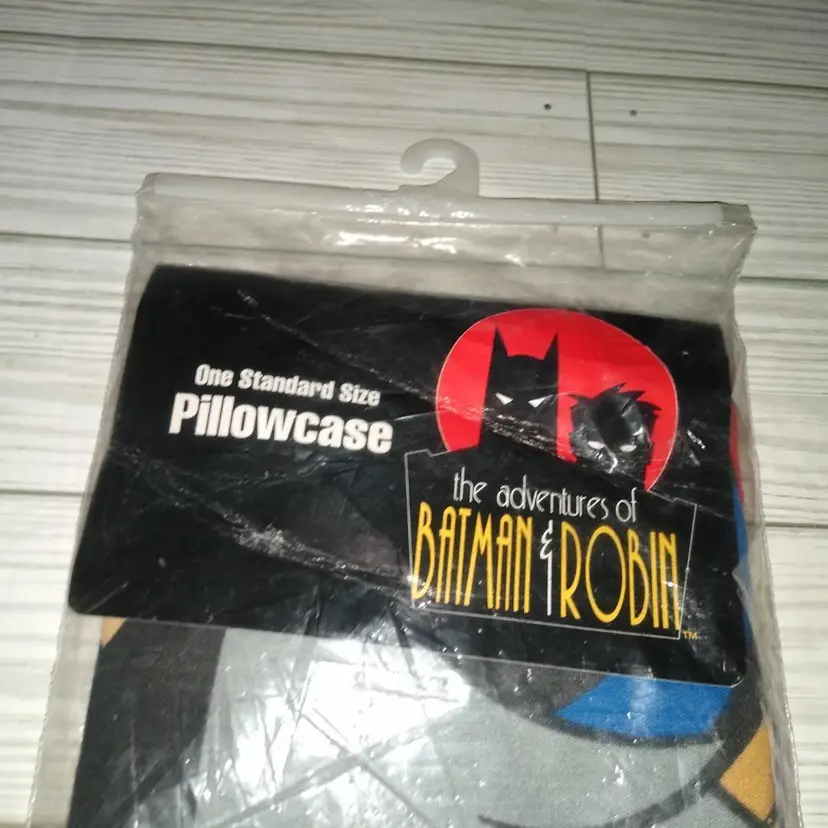 One Standard Size
Pillowcase
the adventures of
BATMAN & ROBIN
TM